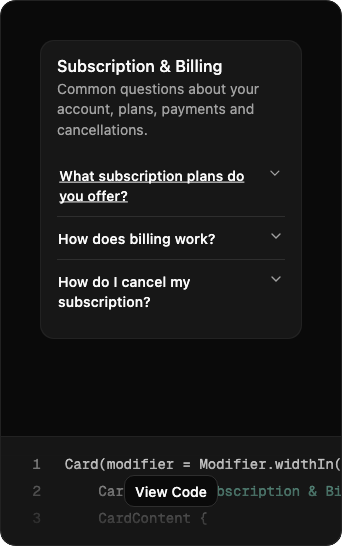 Subscription & Billing
Common questions about your
account, plans, payments and
cancellations.
What subscription plans do
you offer?
How does billing work?
How do I cancel my
subscription?
1 Card(modifier = Modifier.widthIn(
2 Car
View Code
bscription & Bi
3 CardContent {